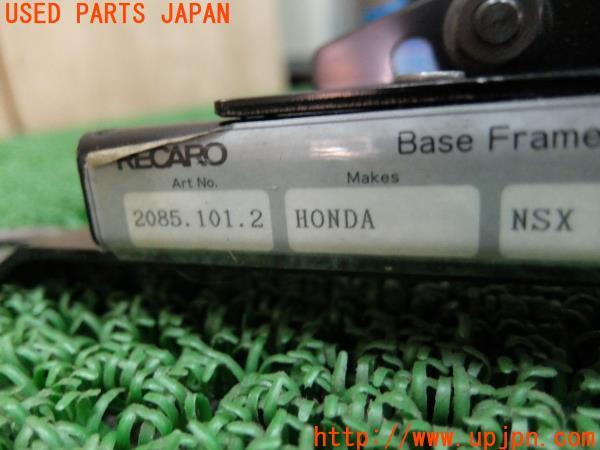 USED PARTS JAPAN
RECARO
Base Frame
Art No.
Makes
2085.101.2
HONDA
NSX
http://www.upjpn.com